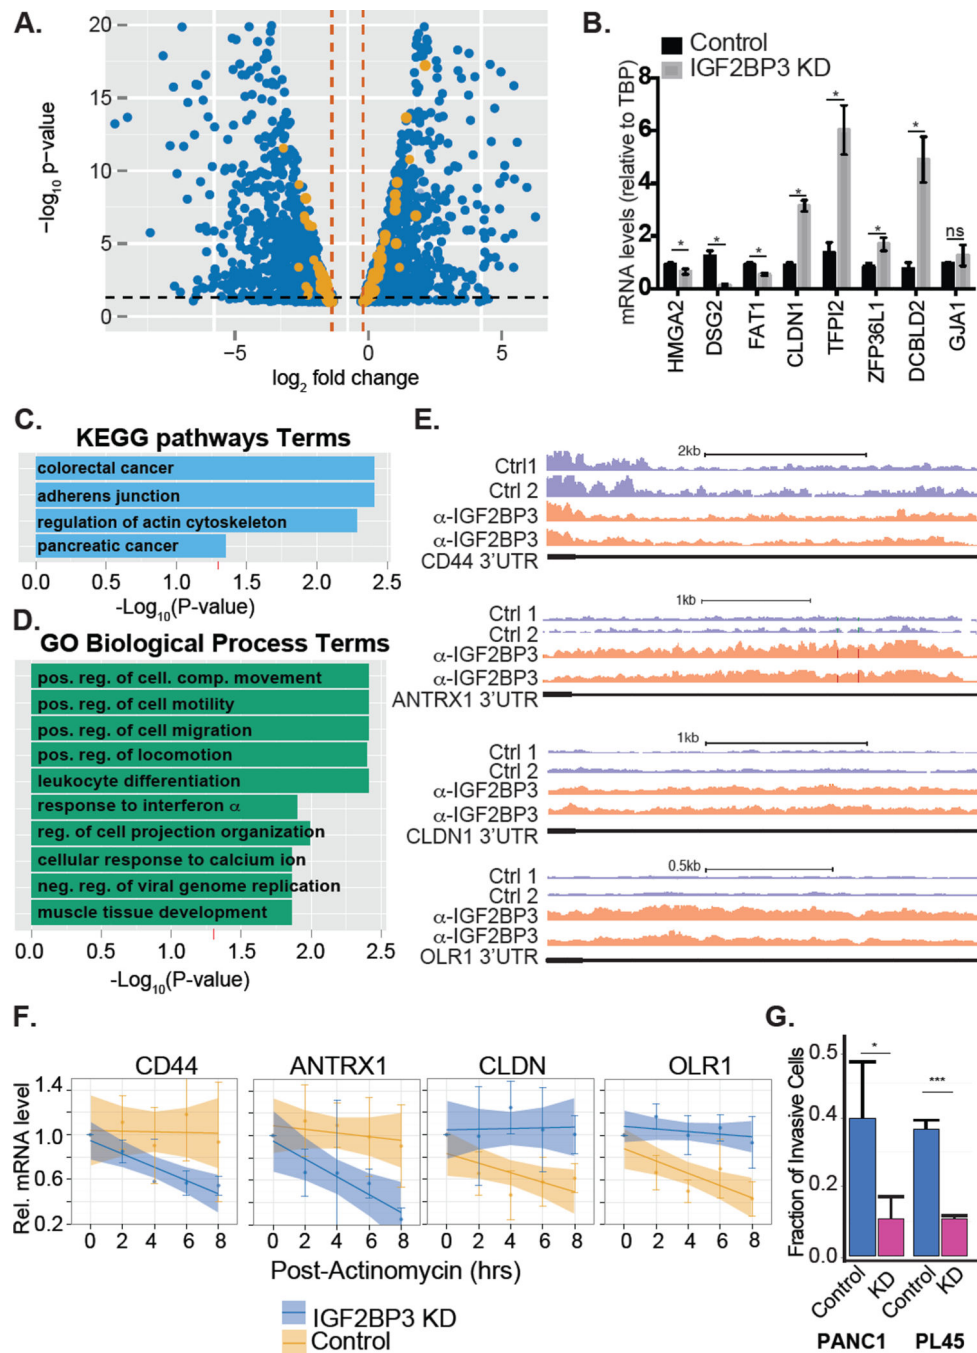 A.
20
15
10
5
0
−log10 p−value
−5
0
5
log2 fold change
B.
Control
IGF2BP3 KD
mRNA levels (relative to TBP)
8
6
4
2
0
* * * * * * * ns
HMGA2 DSG2 FAT1 CLDN1 TFPI2 ZFP36L1 DCBLD2 GJA1
C.
KEGG pathways Terms
colorectal cancer
adherens junction
regulation of actin cytoskeleton
pancreatic cancer
0.0 0.5 1.0 1.5 2.0 2.5
-Log10(P-value)
D.
GO Biological Process Terms
pos. reg. of cell. comp. movement
pos. reg. of cell motility
pos. reg. of cell migration
pos. reg. of locomotion
leukocyte differentiation
response to interferon α
reg. of cell projection organization
cellular response to calcium ion
neg. reg. of viral genome replication
muscle tissue development
0.0 0.5 1.0 1.5 2.0 2.5
-Log10(P-value)
E.
2kb
Ctrl1
Ctrl 2
α-IGF2BP3
α-IGF2BP3
CD44 3'UTR
1kb
Ctrl 1
Ctrl 2
α-IGF2BP3
α-IGF2BP3
ANTRX1 3'UTR
1kb
Ctrl 1
Ctrl 2
α-IGF2BP3
α-IGF2BP3
CLDN1 3'UTR
0.5kb
Ctrl 1
Ctrl 2
α-IGF2BP3
α-IGF2BP3
OLR1 3'UTR
F.
CD44 ANTRX1 CLDN OLR1
Rel. mRNA level
1.4
1.0
0.6
0.2
0 2 4 6 8 0 2 4 6 8 0 2 4 6 8 0 2 4 6 8
Post-Actinomycin (hrs)
IGF2BP3 KD
Control
G.
Fraction of Invasive Cells
0.5
0.4
0.2
0.0
* ***
Control KD Control KD
PANC1 PL45